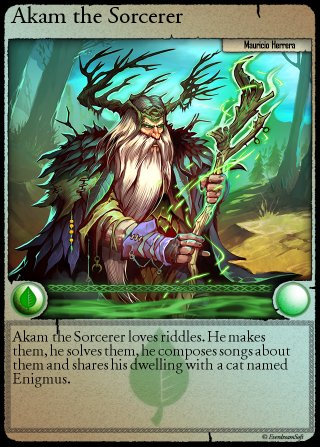 Akam the Sorcerer
Mauricio Herrera
Akam the Sorcerer loves riddles. He makes
them, he solves them, he composes songs about
them and shares his dwelling with a cat named
Enigmus.
© EverdreamSoft